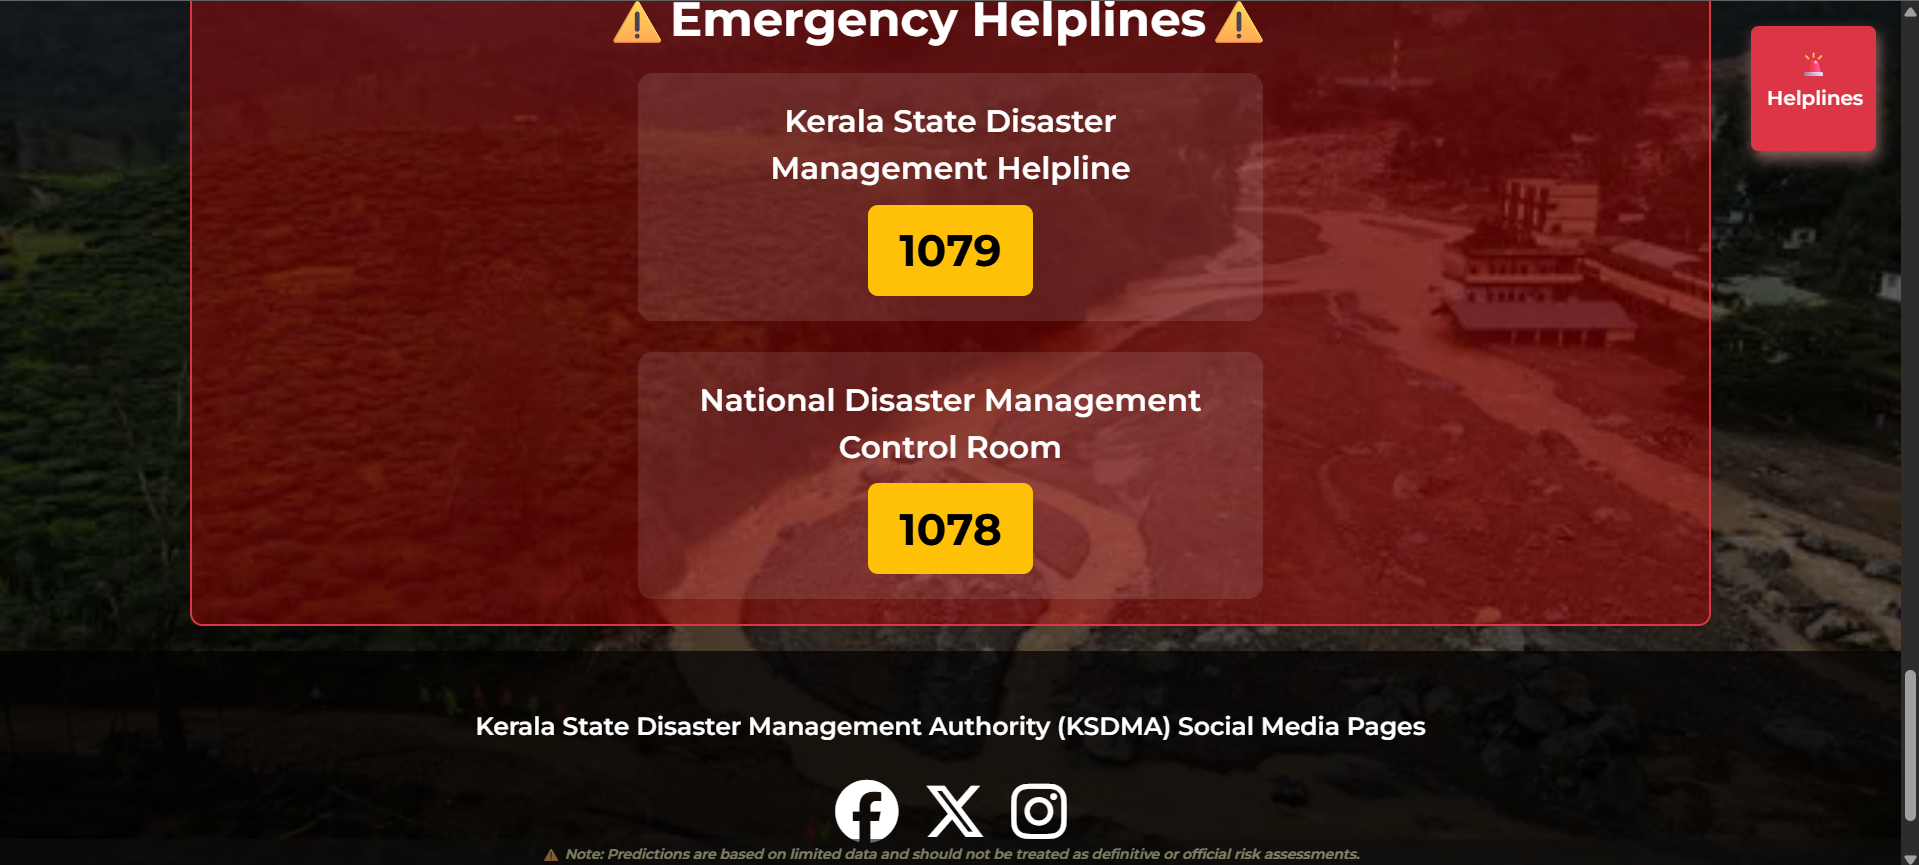 ⚠️ Emergency Helplines ⚠️
Helplines
Kerala State Disaster
Management Helpline
1079
National Disaster Management
Control Room
1078
Kerala State Disaster Management Authority (KSDMA) Social Media Pages
⚠️ Note: Predictions are based on limited data and should not be treated as definitive or official risk assessments.